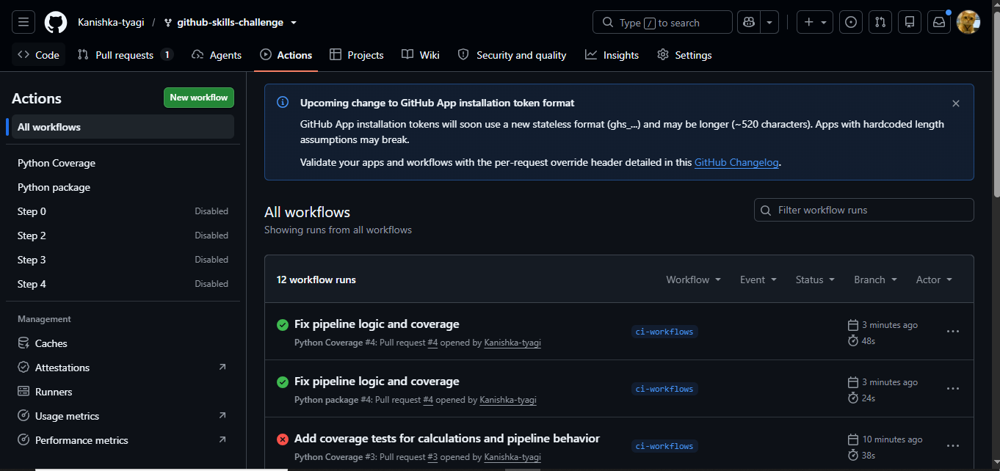 Kanishka-tyagi / github-skills-challenge
Type / to search
Code
Pull requests 1
Agents
Actions
Projects
Wiki
Security and quality
Insights
Settings
Actions
New workflow
All workflows
Python Coverage
Python package
Step 0 Disabled
Step 2 Disabled
Step 3 Disabled
Step 4 Disabled
Management
Caches
Attestations
Runners
Usage metrics
Performance metrics
Upcoming change to GitHub App installation token format
GitHub App installation tokens will soon use a new stateless format (ghs_...) and may be longer (~520 characters). Apps with hardcoded length
assumptions may break.
Validate your apps and workflows with the per-request override header detailed in this GitHub Changelog.
All workflows
Showing runs from all workflows
Filter workflow runs
12 workflow runs
Workflow
Event
Status
Branch
Actor
Fix pipeline logic and coverage
Python Coverage #4: Pull request #4 opened by Kanishka-tyagi
ci-workflows
3 minutes ago
48s
Fix pipeline logic and coverage
Python package #4: Pull request #4 opened by Kanishka-tyagi
ci-workflows
3 minutes ago
24s
Add coverage tests for calculations and pipeline behavior
Python Coverage #3: Pull request #3 opened by Kanishka-tyagi
ci-workflows
10 minutes ago
38s